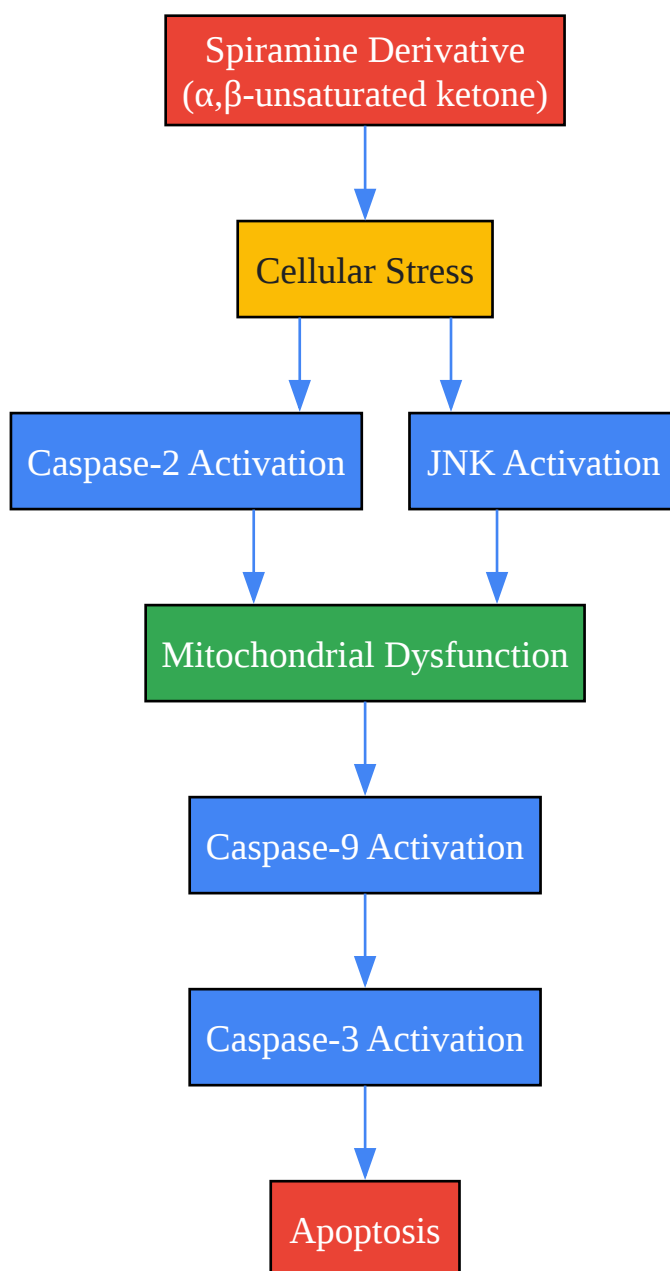 Spiramine Derivative
(α,β-unsaturated ketone)
Cellular Stress
Caspase-2 Activation
JNK Activation
Mitochondrial Dysfunction
Caspase-9 Activation
Caspase-3 Activation
Apoptosis